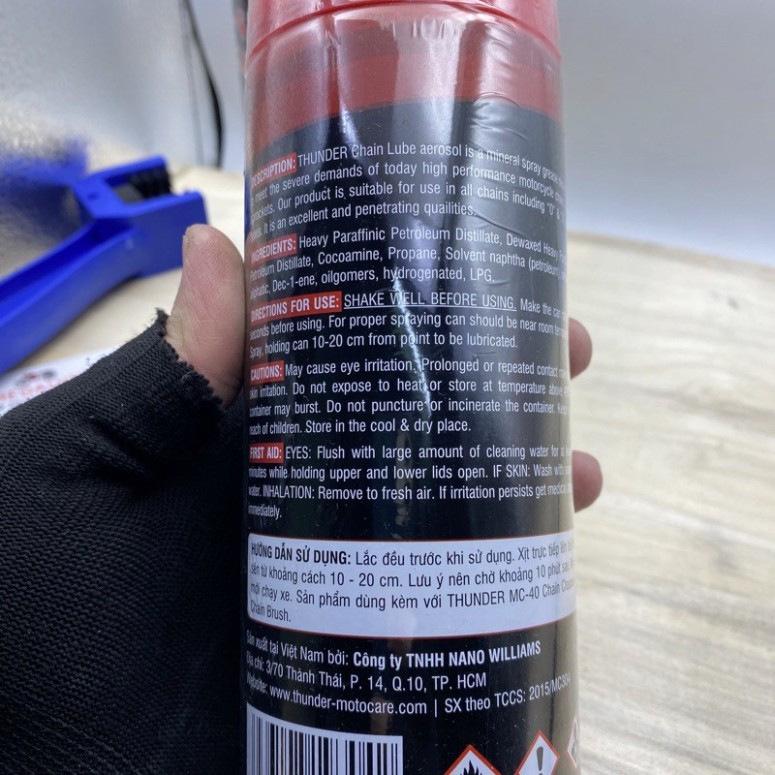 DESCRIPTION: THUNDER Chain Lube aerosol is a mineral spray grease
meet the severe demands of today high performance motorcycle
Our product is suitable for use in all chains including "O" &
It is an excellent and penetrating quailities.
INGREDIENTS: Heavy Paraffinic Petroleum Distillate, Dewaxed Heavy
Petroleum Distillate, Cocoamine, Propane, Solvent naphtha (petroleum)
aliphatic, Dec-1-ene, oilgomers, hydrogenated, LPG.
DIRECTIONS FOR USE: SHAKE WELL BEFORE USING. Make the can
seconds before using. For proper spraying can should be near room
Spray, holding can 10-20 cm from point to be lubricated.
CAUTIONS: May cause eye irritation. Prolonged or repeated contact
skin irritation. Do not expose to heat or store at temperature above
container may burst. Do not puncture or incinerate the container. Keep
reach of children. Store in the cool & dry place.
FIRST AID: EYES: Flush with large amount of cleaning water for
minutes while holding upper and lower lids open. IF SKIN: Wash with
water. INHALATION: Remove to fresh air. If irritation persists get medical
immediately.
HƯỚNG DẪN SỬ DỤNG: Lắc đều trước khi sử dụng. Xịt trực tiếp lên
từ khoảng cách 10 - 20 cm. Lưu ý nên chờ khoảng 10 phút sau
mới chạy xe. Sản phẩm dùng kèm với THUNDER MC-40 Chain
Chain Brush.
Sản xuất tại Việt Nam bởi: Công ty TNHH NANO WILLIAMS
Địa chỉ: 3/70 Thành Thái, P. 14, Q.10, TP. HCM
Website: www.thunder-motocare.com | SX theo TCCS: 2015/MC304